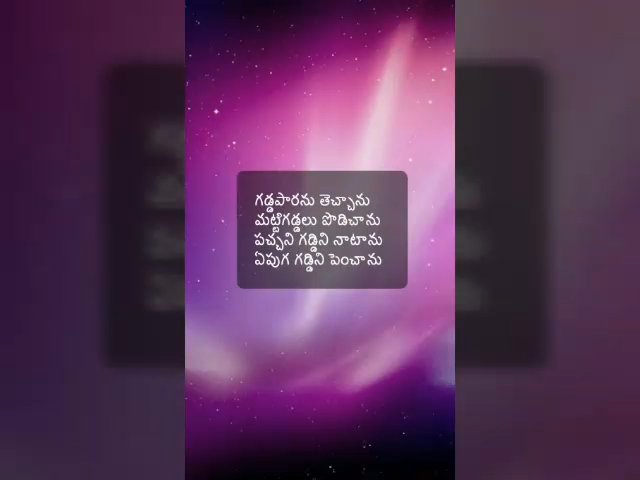 గడ్డపారను తెచ్చాను
మట్టిగడ్డలు పొడిచాను
పచ్చని గడ్డిని నాటాను
ఏపుగ గడ్డిని పెంచాను